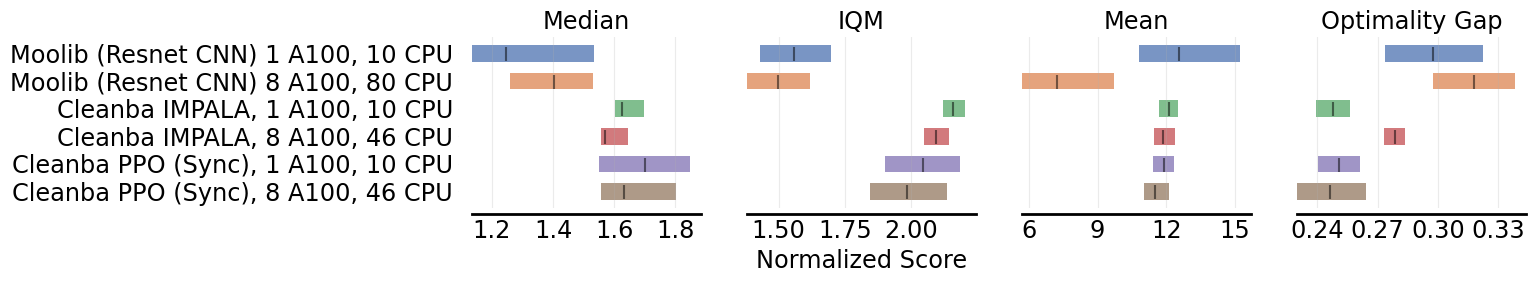 Median IQM Mean Optimality Gap
Moolib (Resnet CNN) 1 A100, 10 CPU
Moolib (Resnet CNN) 8 A100, 80 CPU
Cleanba IMPALA, 1 A100, 10 CPU
Cleanba IMPALA, 8 A100, 46 CPU
Cleanba PPO (Sync), 1 A100, 10 CPU
Cleanba PPO (Sync), 8 A100, 46 CPU
1.2 1.4 1.6 1.8 1.50 1.75 2.00 6 9 12 15 0.24 0.27 0.30 0.33
Normalized Score